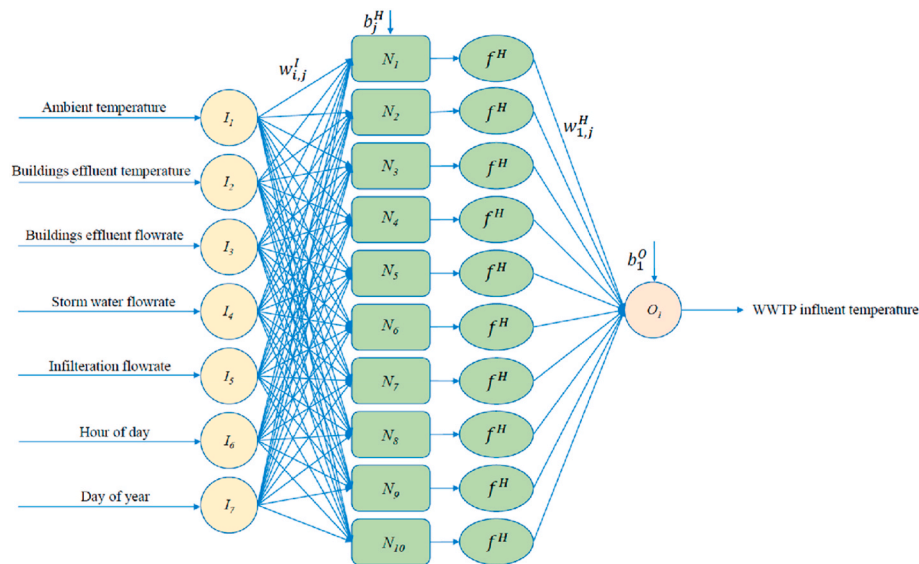 b_j^H
w_{i,j}^I
N_1
f^H
Ambient temperature
I_1
N_2
f^H
w_{1,j}^H
Buildings effluent temperature
I_2
N_3
f^H
Buildings effluent flowrate
I_3
N_4
f^H
N_5
f^H
b_1^O
Storm water flowrate
I_4
N_6
f^H
O_i
WWTP influent temperature
Infilteration flowrate
I_5
N_7
f^H
Hour of day
I_6
N_8
f^H
Day of year
I_7
N_9
f^H
N_10
f^H